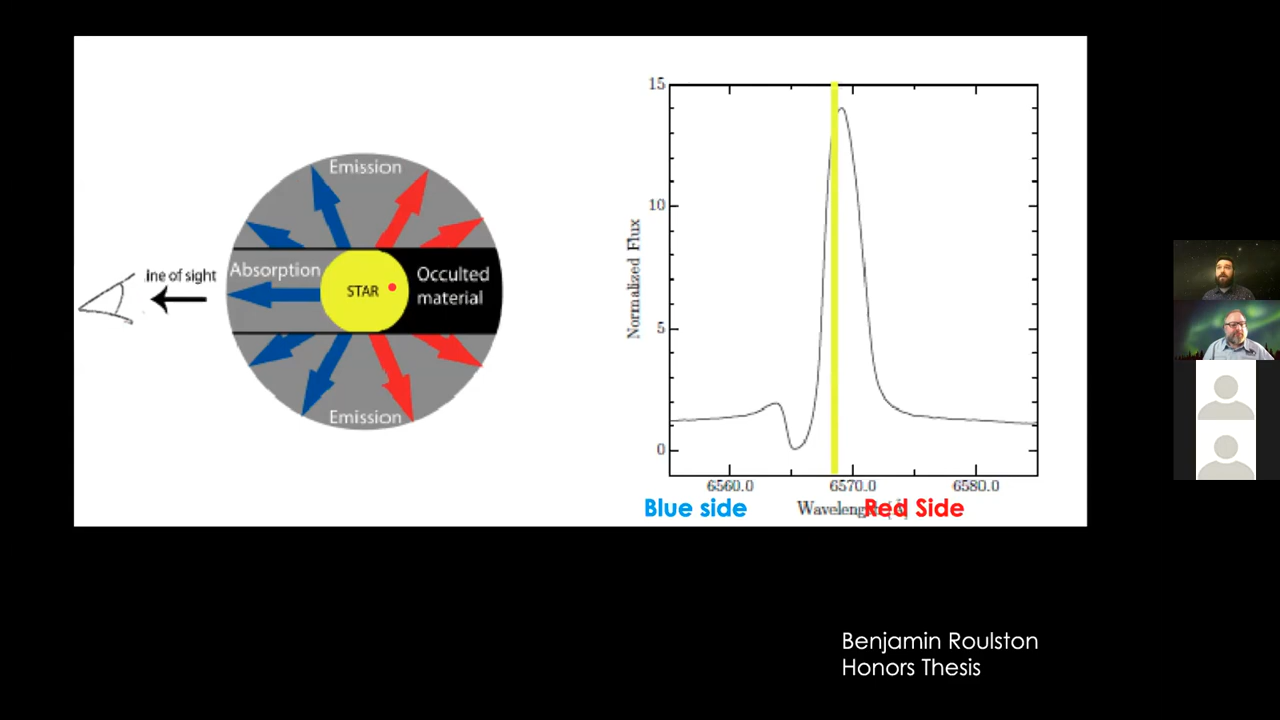 Emission
Absorption
STAR
Occulted
material
ine of sight
Emission
15
10
5
0
Normalized Flux
6560.0
6570.0
6580.0
Blue side
Red Side
Benjamin Roulston
Honors Thesis